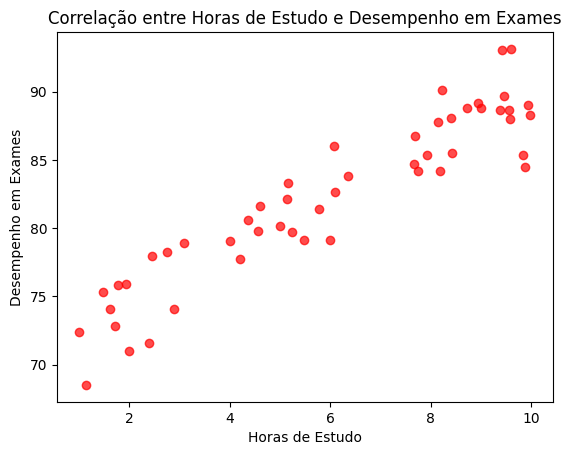 Correlação entre Horas de Estudo e Desempenho em Exames
Desempenho em Exames
90
85
80
75
70
2 4 6 8 10
Horas de Estudo